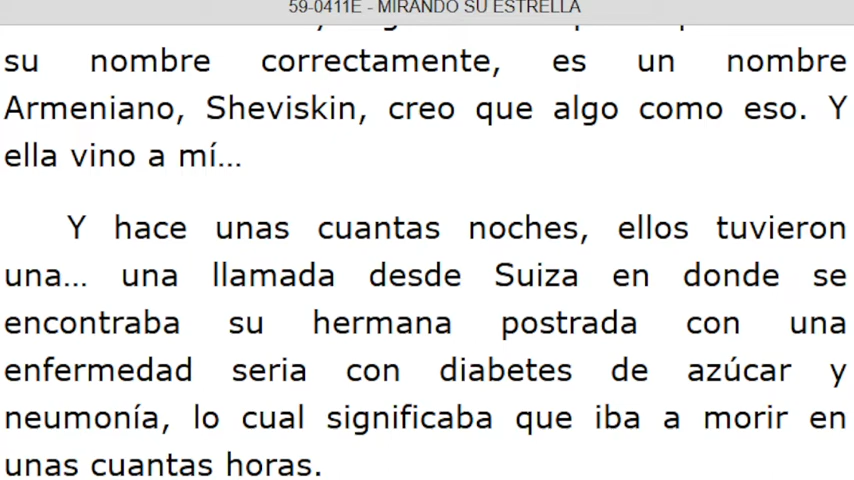 59-0411E - MIRANDO SU ESTRELLA
su nombre correctamente, es un nombre
Armeniano, Sheviskin, creo que algo como eso. Y
ella vino a mí...
Y hace unas cuantas noches, ellos tuvieron
una... una llamada desde Suiza en donde se
encontraba su hermana postrada con una
enfermedad seria con diabetes de azúcar y
neumonía, lo cual significaba que iba a morir en
unas cuantas horas.